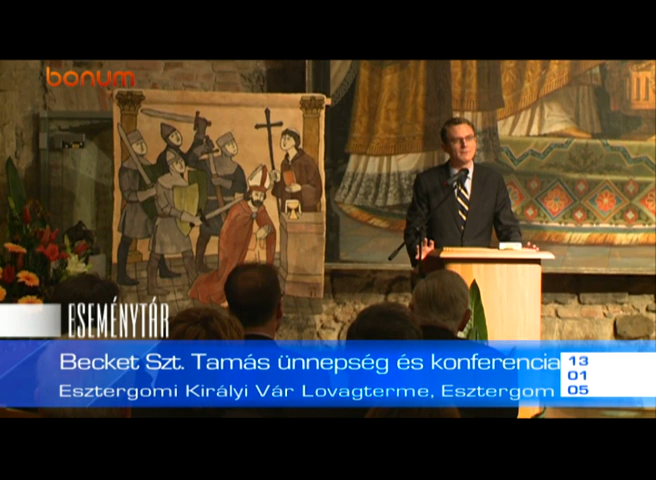 bonum
ESEMÉNYTÁR
Becket Szt. Tamás ünnepség és konferencia
Esztergomi Királyi Vár Lovagterme, Esztergom
13
01
05